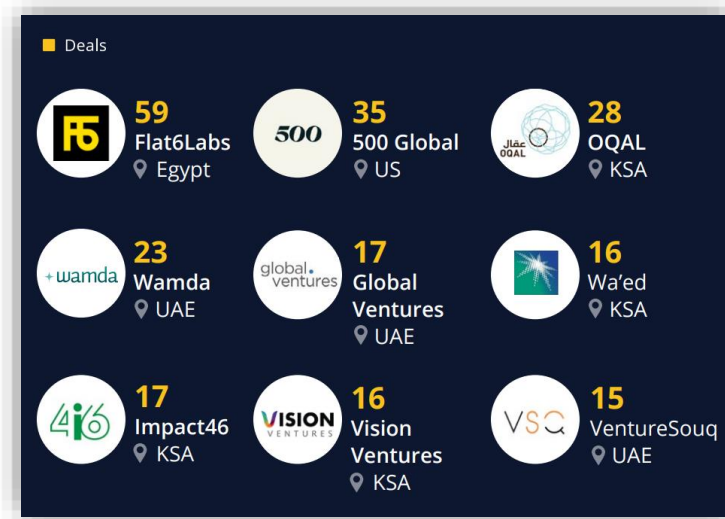 Deals
59
Flat6Labs
Egypt
F6
35
500 Global
US
500
28
OQAL
KSA
عقال
OQAL
23
Wamda
UAE
wamda
17
Global
Ventures
UAE
global.
ventures
16
Wa'ed
KSA
17
Impact46
KSA
4i6
16
Vision
Ventures
KSA
VISION
VENTURES
15
VentureSouq
UAE
VSQ